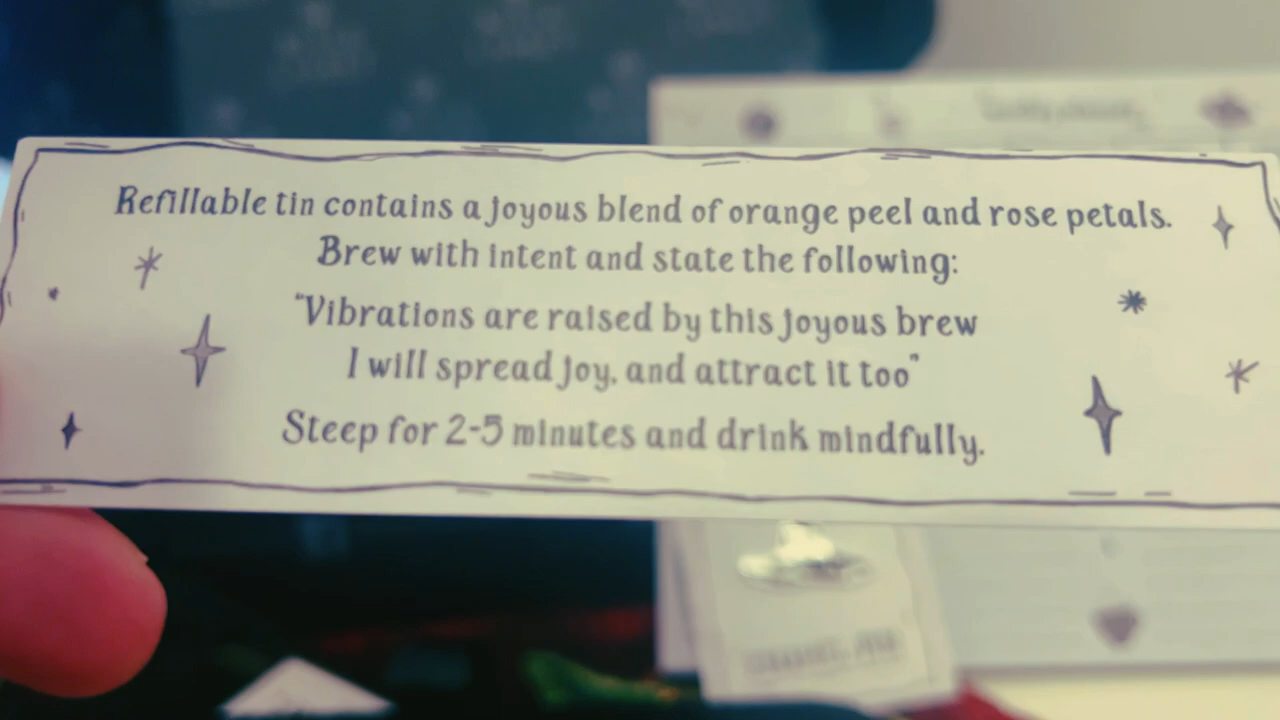 Refillable tin contains a joyous blend of orange peel and rose petals.
Brew with intent and state the following:
"Vibrations are raised by this joyous brew
I will spread joy, and attract it too"
Steep for 2-5 minutes and drink mindfully.